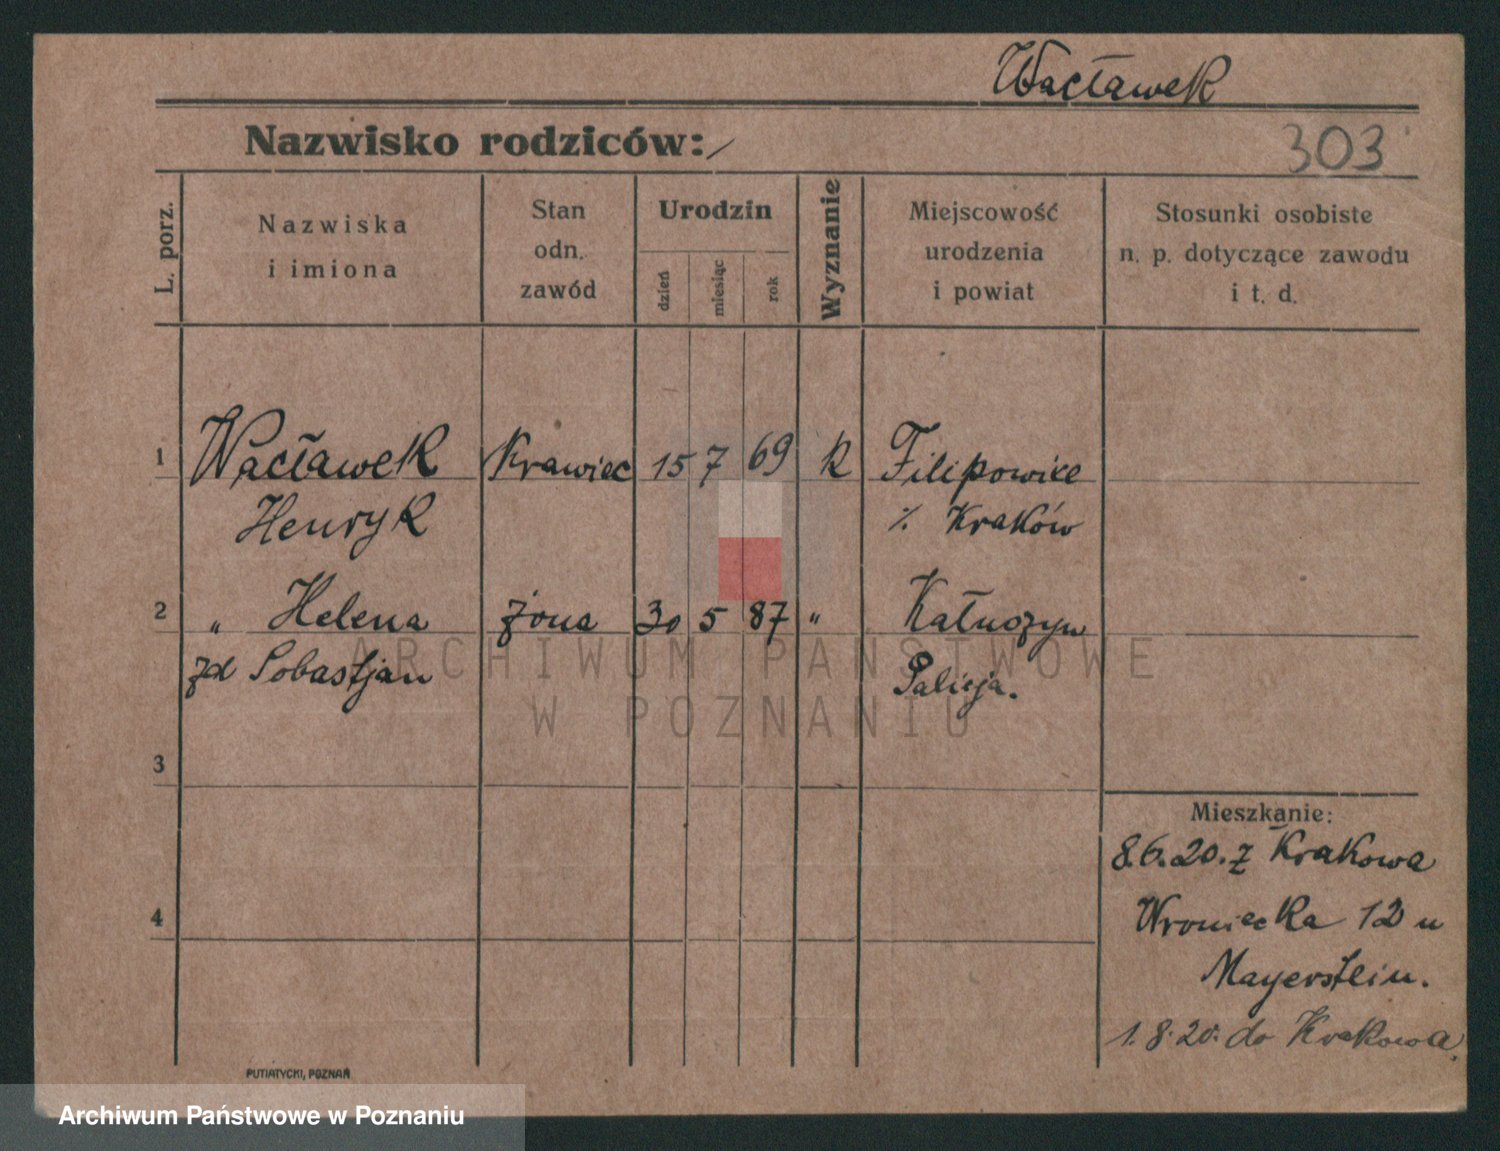 Wacławek
Nazwisko rodziców: /
303
L. porz.
Nazwiska
i imiona
Stan
odn.
zawód
Urodzin
dzień
miesiąc
rok
Wyznanie
Miejscowość
urodzenia
i powiat
Stosunki osobiste
n. p. dotyczące zawodu
i t. d.
1 Wacławek Krawiec 15 7 69 k Filipowice
Henryk Kraków
2 „ Helena żona 30 5 87 „ Kałuszyn
zd Sobastjan Galicja.
3
4
Mieszkanie:
8.6.20. z Krakowa
Wroniecka 12 u
Mayerstein.
1.8.20. do Krakowa.
PUTIATYCKI, POZNAŃ
ARCHIWUM PAŃSTWOWE
W POZNANIU
Archiwum Państwowe w Poznaniu